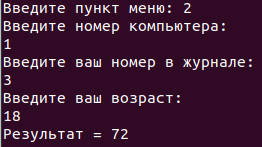 Введите пункт меню: 2
Введите номер компьютера:
1
Введите ваш номер в журнале:
3
Введите ваш возраст:
18
Результат = 72